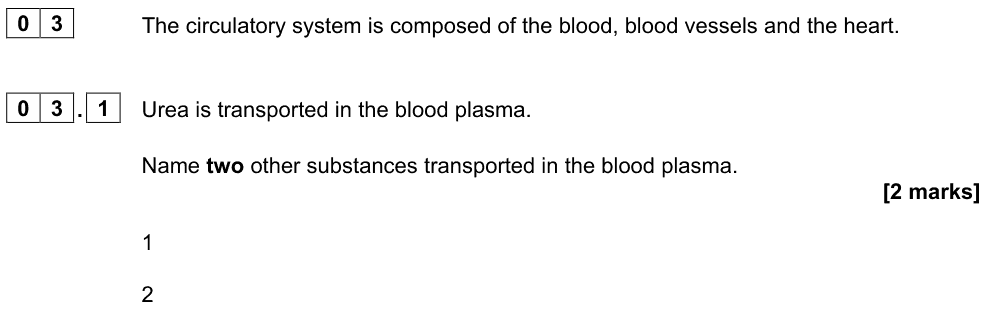 0 3 The circulatory system is composed of the blood, blood vessels and the heart.
0 3 . 1 Urea is transported in the blood plasma.
Name two other substances transported in the blood plasma.
[2 marks]
1
2